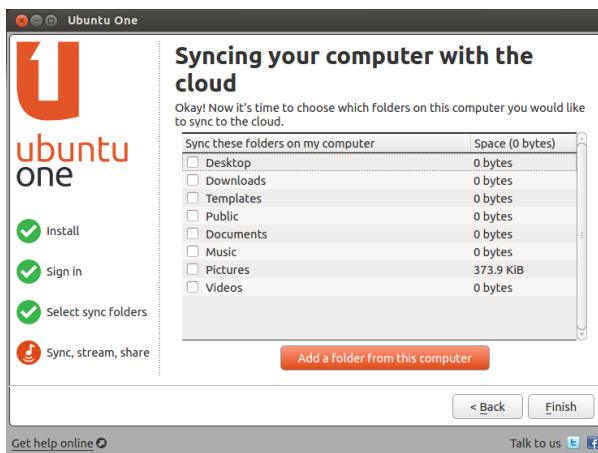 Ubuntu One
Syncing your computer with the
cloud
Okay! Now it's time to choose which folders on this computer you would like
to sync to the cloud.
Sync these folders on my computer Space (0 bytes)
Desktop 0 bytes
Downloads 0 bytes
Templates 0 bytes
Public 0 bytes
Documents 0 bytes
Music 0 bytes
Pictures 373.9 KiB
Videos 0 bytes
Add a folder from this computer
ubuntu
one
Install
Sign in
Select sync folders
Sync, stream, share
< Back Finish
Get help online Talk to us